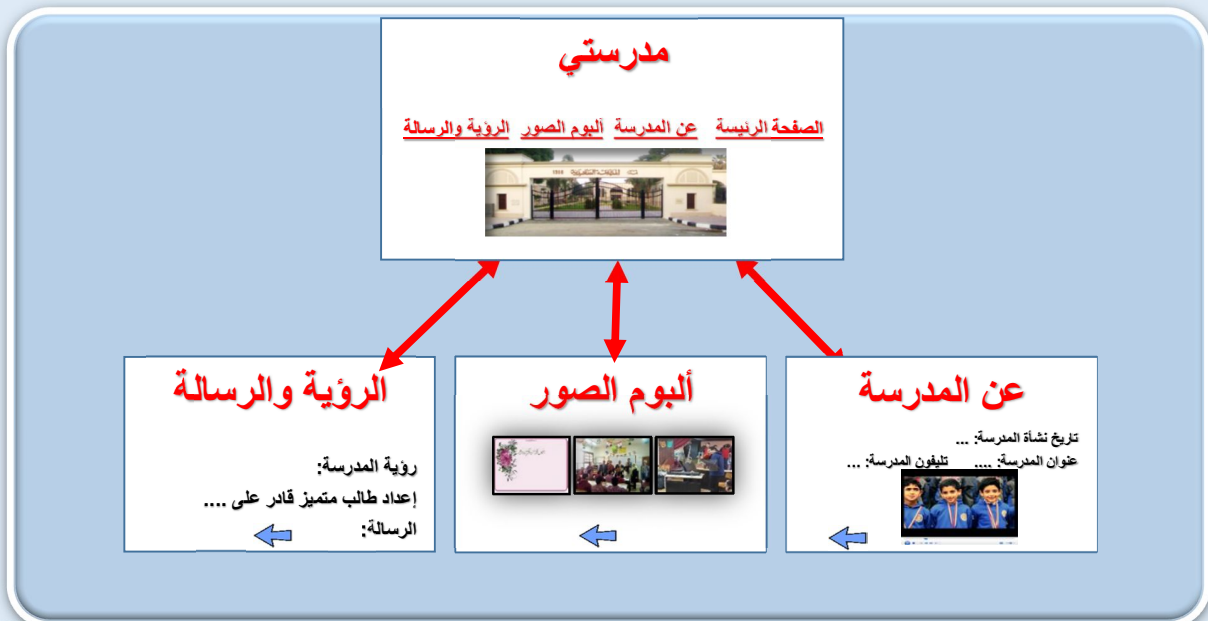 مدرستي
الصفحة الرئيسة عن المدرسة ألبوم الصور الرؤية والرسالة
عن المدرسة
تاريخ نشأة المدرسة: ...
عنوان المدرسة: .... تليفون المدرسة: ...
ألبوم الصور
الرؤية والرسالة
رؤية المدرسة:
إعداد طالب متميز قادر على ....
الرسالة: